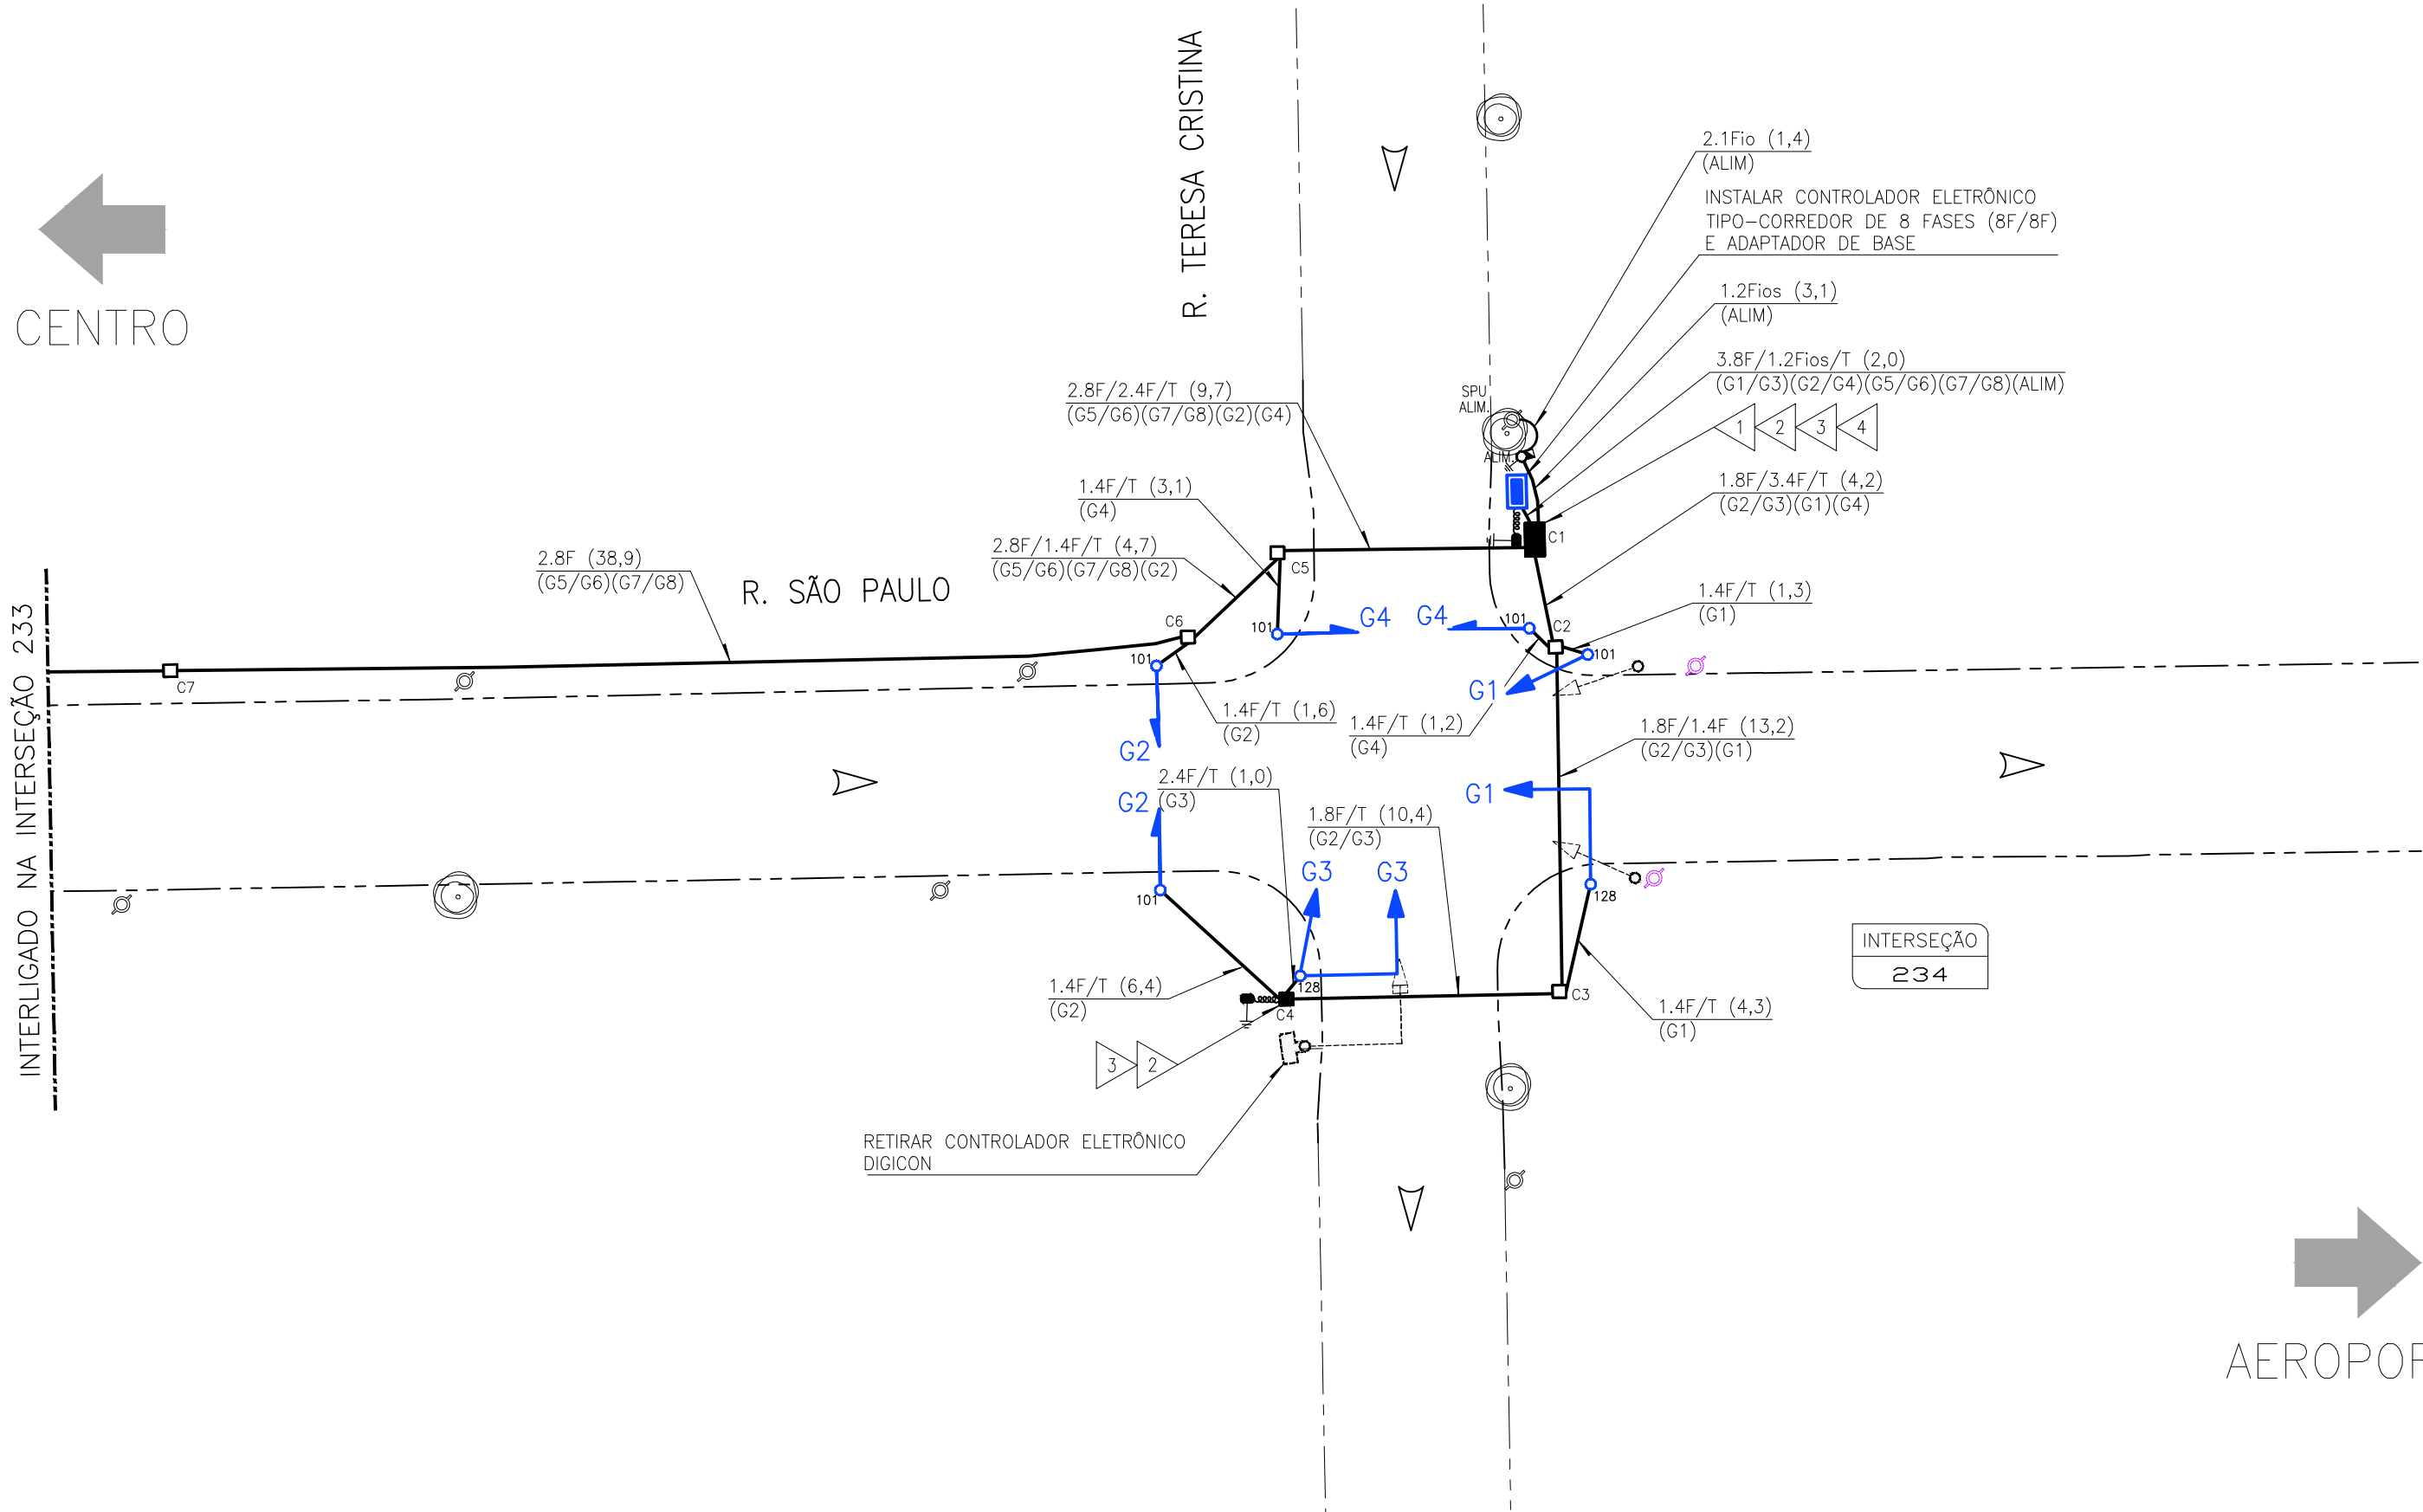 R. TERESA CRISTINA
2.1Fio (1,4)
(ALIM)
INSTALAR CONTROLADOR ELETRÔNICO
TIPO-CORREDOR DE 8 FASES (8F/8F)
E ADAPTADOR DE BASE
1.2Fios (3,1)
(ALIM)
CENTRO
3.8F/1.2Fios/T (2,0)
(G1/G3)(G2/G4)(G5/G6)(G7/G8)(ALIM)
2.8F/2.4F/T (9,7)
(G5/G6)(G7/G8)(G2)(G4)
SPU
ALIM.
1
2
3
4
ALIM.
1.4F/T (3,1)
(G4)
1.8F/3.4F/T (4,2)
(G2/G3)(G1)(G4)
C1
2.8F/1.4F/T (4,7)
(G5/G6)(G7/G8)(G2)
2.8F (38,9)
(G5/G6)(G7/G8)
C5
R. SÃO PAULO
1.4F/T (1,3)
(G1)
C6
101
G4
G4
101
C2
101
101
C7
G1
1.4F/T (1,6)
(G2)
1.4F/T (1,2)
(G4)
1.8F/1.4F (13,2)
(G2/G3)(G1)
G2
2.4F/T (1,0)
(G3)
G2
G1
1.8F/T (10,4)
(G2/G3)
INTERLIGADO NA INTERSEÇÃO 233
G3
G3
101
128
INTERSEÇÃO
234
1.4F/T (6,4)
(G2)
128
C4
C3
1.4F/T (4,3)
(G1)
3
2
RETIRAR CONTROLADOR ELETRÔNICO
DIGICON
AEROPO